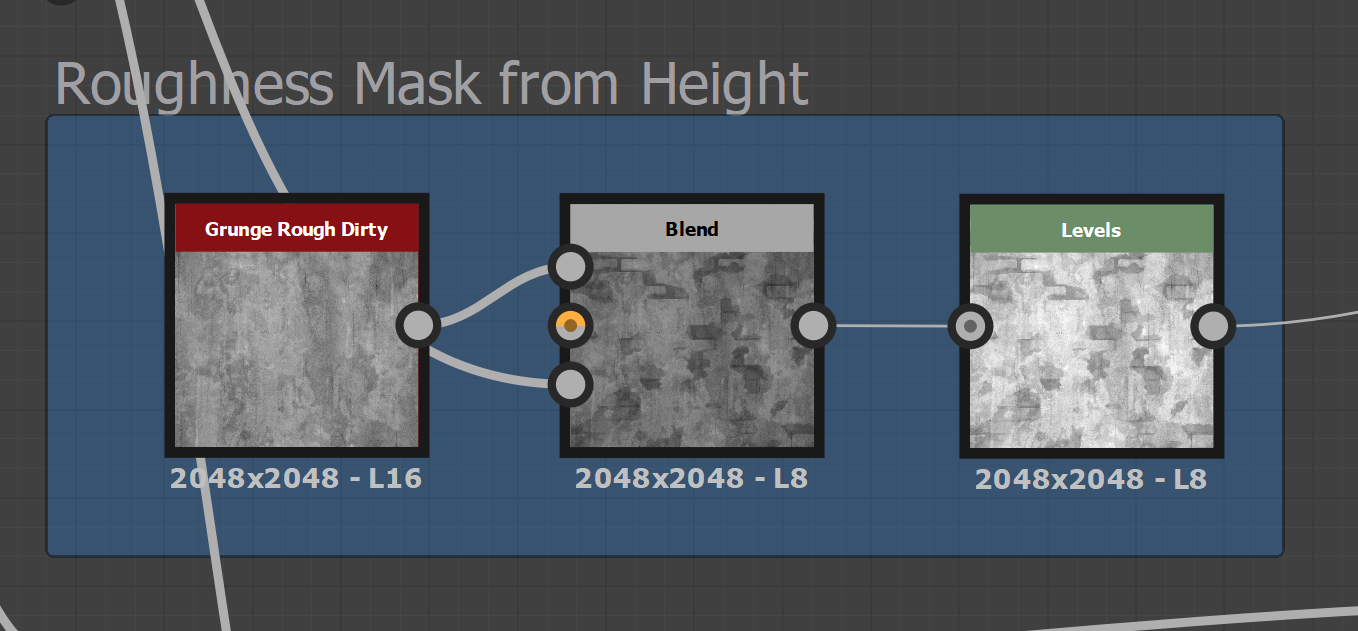 Roughness Mask from Height
Grunge Rough Dirty
Blend
Levels
2048x2048 - L16
2048x2048 - L8
2048x2048 - L8